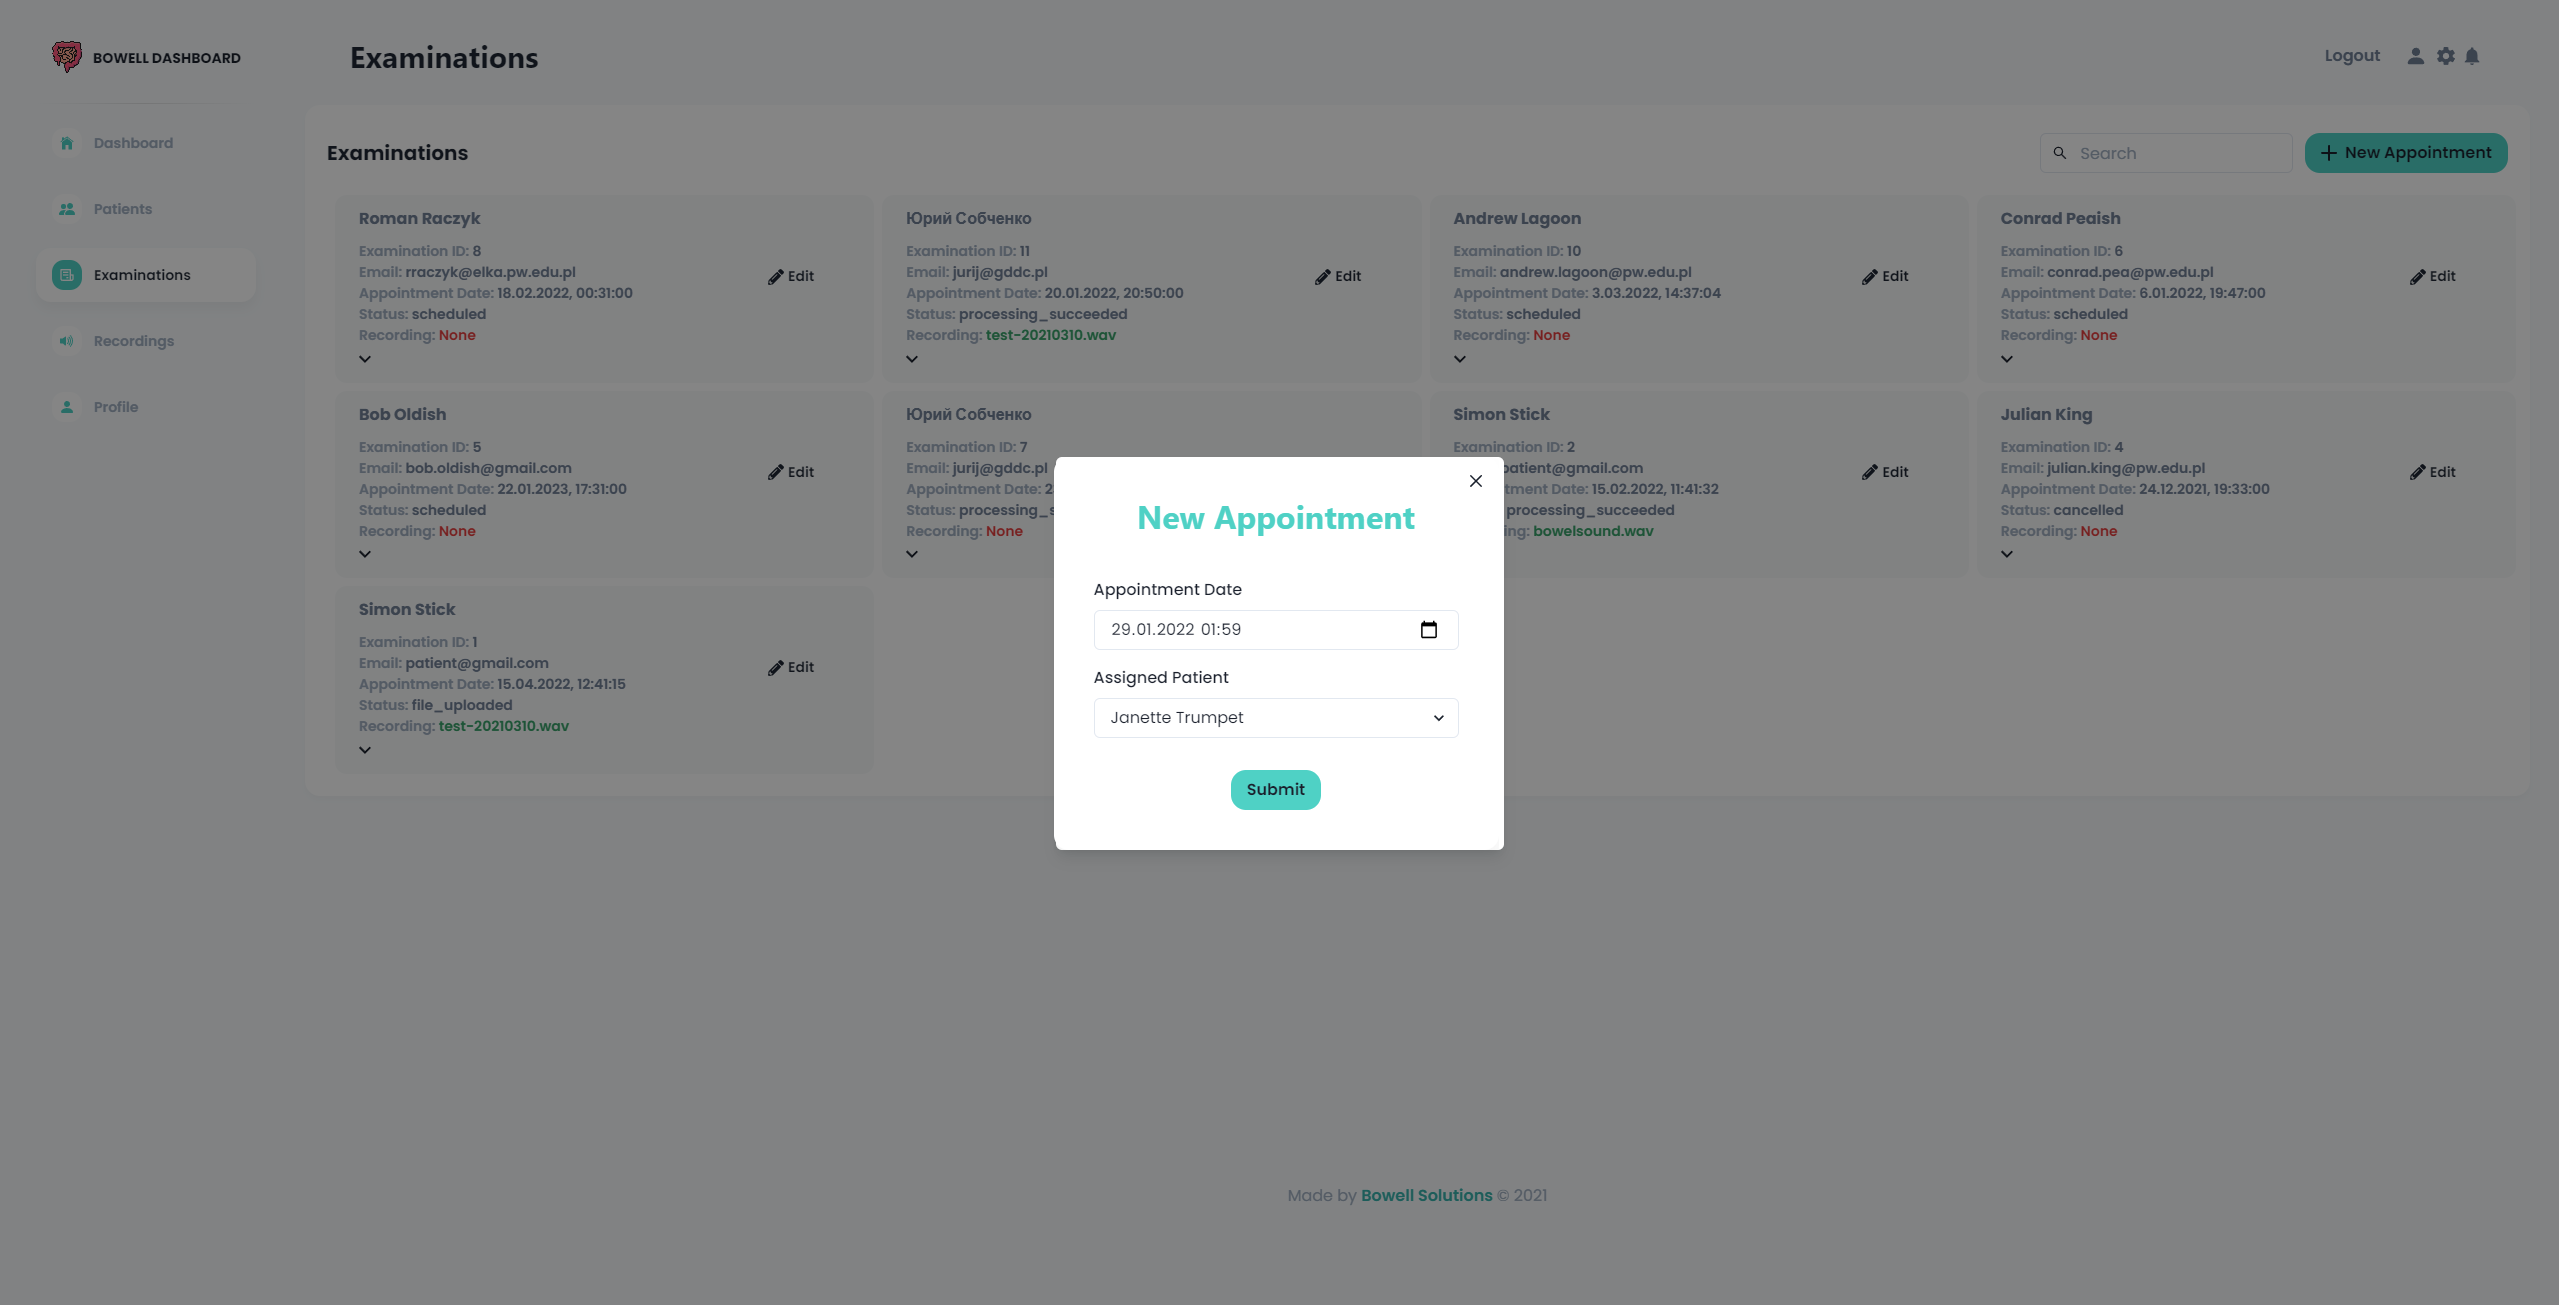 BOWELL DASHBOARD
Dashboard
Patients
Examinations
Recordings
Profile
Examinations
Logout
Examinations
Search
New Appointment
Roman Raczyk
Examination ID: 8
Email: rraczyk@elka.pw.edu.pl
Appointment Date: 18.02.2022, 00:31:00
Status: scheduled
Recording: None
Edit
Юрий Собченко
Examination ID: 11
Email: jurij@gddc.pl
Appointment Date: 20.01.2022, 20:50:00
Status: processing_succeeded
Recording: test-20210310.wav
Edit
Andrew Lagoon
Examination ID: 10
Email: andrew.lagoon@pw.edu.pl
Appointment Date: 3.03.2022, 14:37:04
Status: scheduled
Recording: None
Edit
Conrad Peaish
Examination ID: 6
Email: conrad.pea@pw.edu.pl
Appointment Date: 6.01.2022, 19:47:00
Status: scheduled
Recording: None
Edit
Bob Oldish
Examination ID: 5
Email: bob.oldish@gmail.com
Appointment Date: 22.01.2023, 17:31:00
Status: scheduled
Recording: None
Edit
Юрий Собченко
Examination ID: 7
Email: jurij@gddc.pl
Appointment Date:
Status:
Recording: None
Simon Stick
Examination ID: 2
15.02.2022, 11:41:32
processing_succeeded
bowelsound.wav
Edit
Julian King
Examination ID: 4
Email: julian.king@pw.edu.pl
Appointment Date: 24.12.2021, 19:33:00
Status: cancelled
Recording: None
Edit
Simon Stick
Examination ID: 1
Email: patient@gmail.com
Appointment Date: 15.04.2022, 12:41:15
Status: file_uploaded
Recording: test-20210310.wav
Edit
New Appointment
Appointment Date
29.01.2022 01:59
Assigned Patient
Janette Trumpet
Submit
Made by Bowell Solutions © 2021